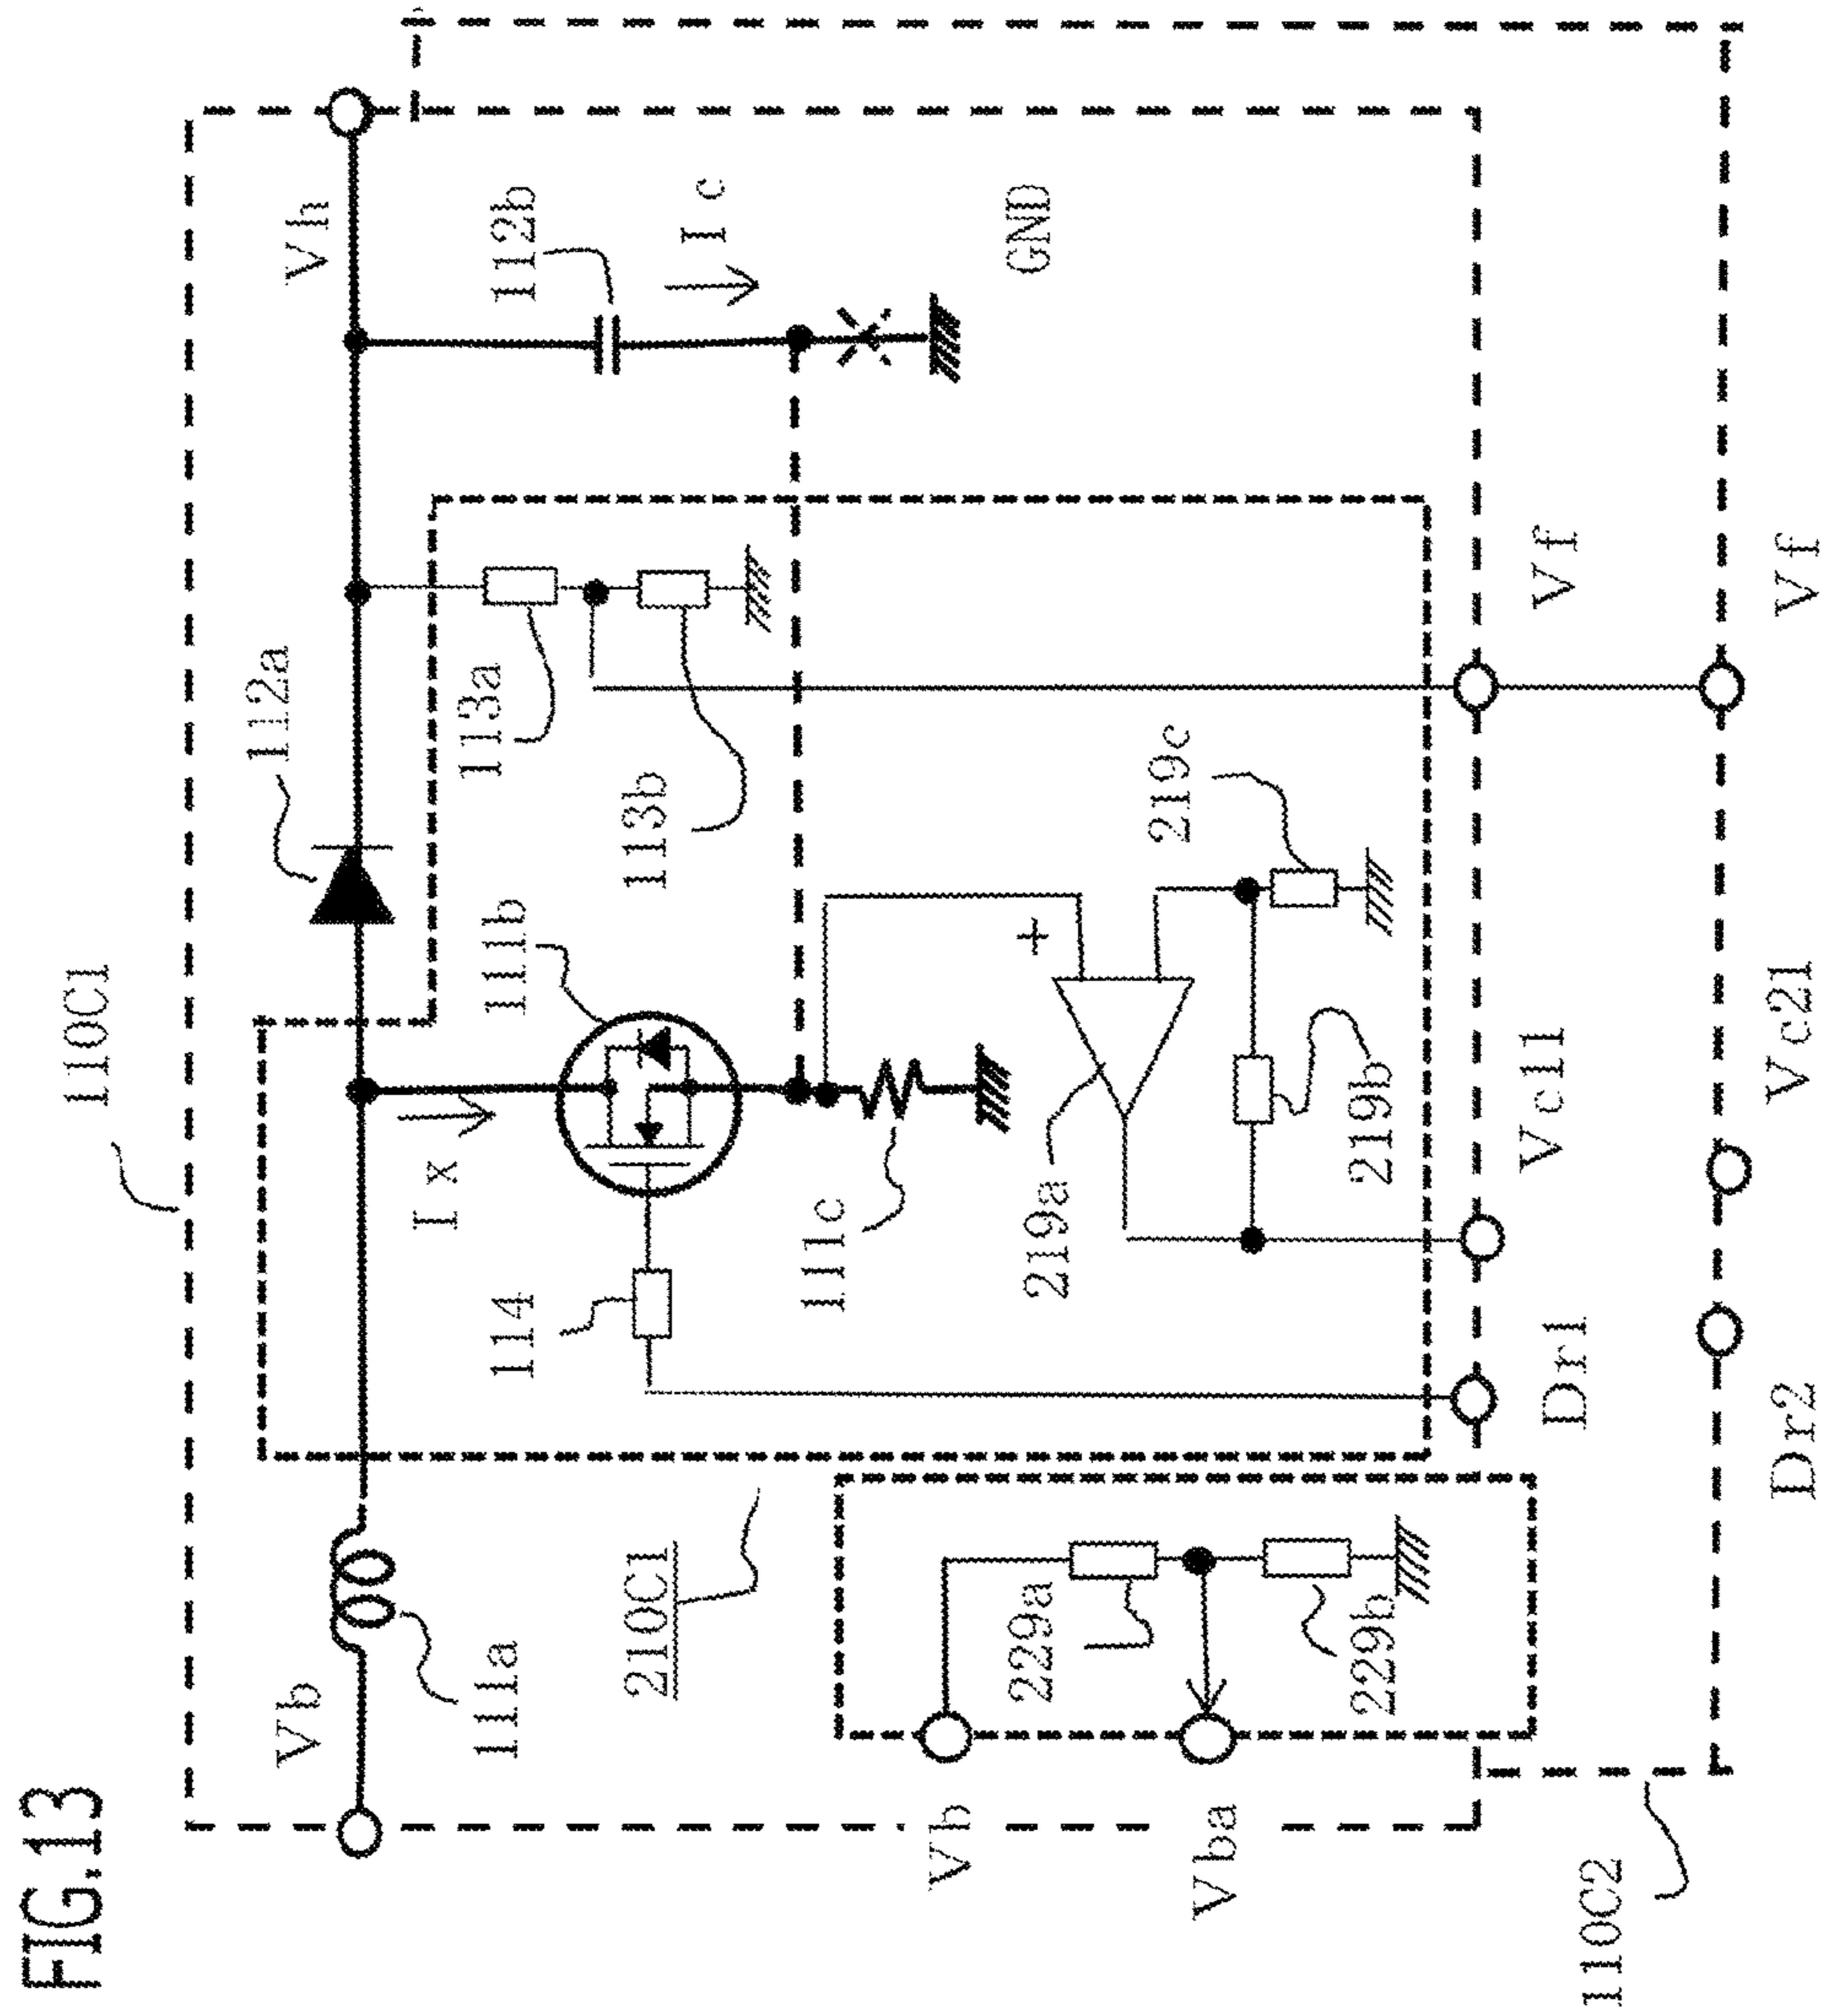 FIG.13
110C1
Vb
111a
112a
Vh
Ix
111b
113a
112b
Ic
114
210C1
113b
111c
GND
219a
+
219c
219b
Vb
229a
Vba
229b
Dr1
Vc11
Vf
110C2
Dr2
Vc21
Vf